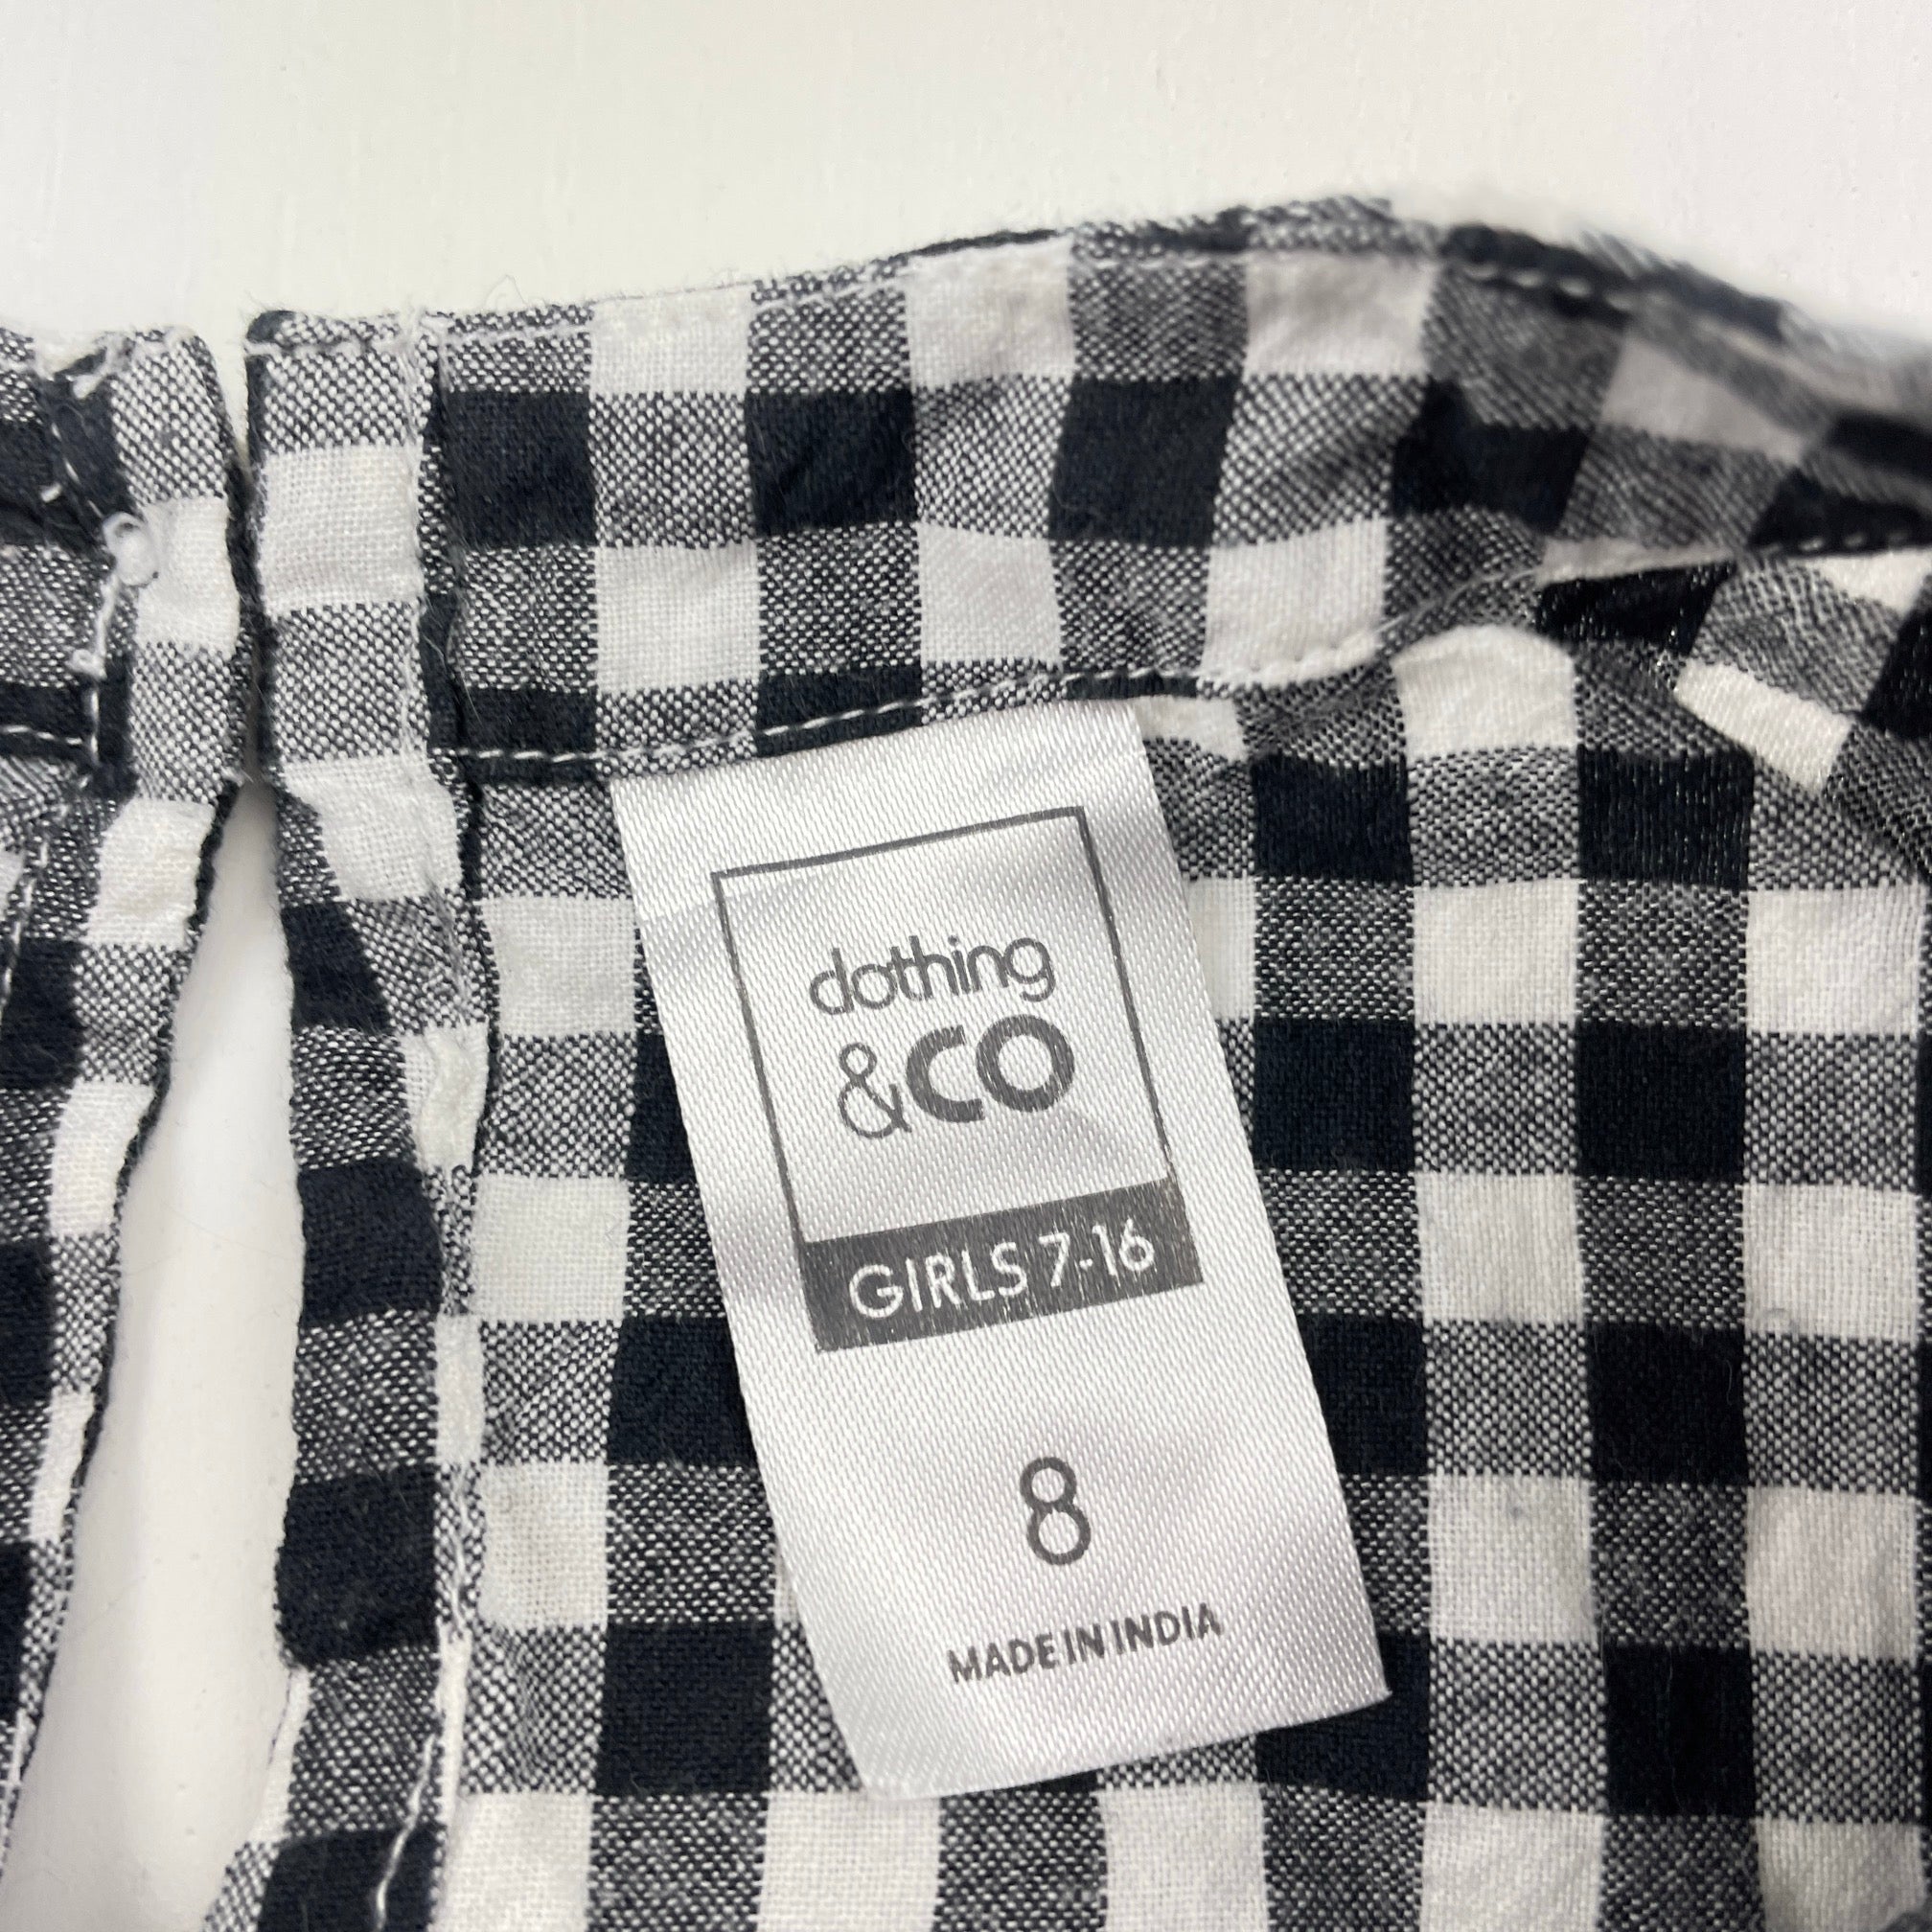 clothing
&CO
GIRLS 7-16
8
MADE IN INDIA